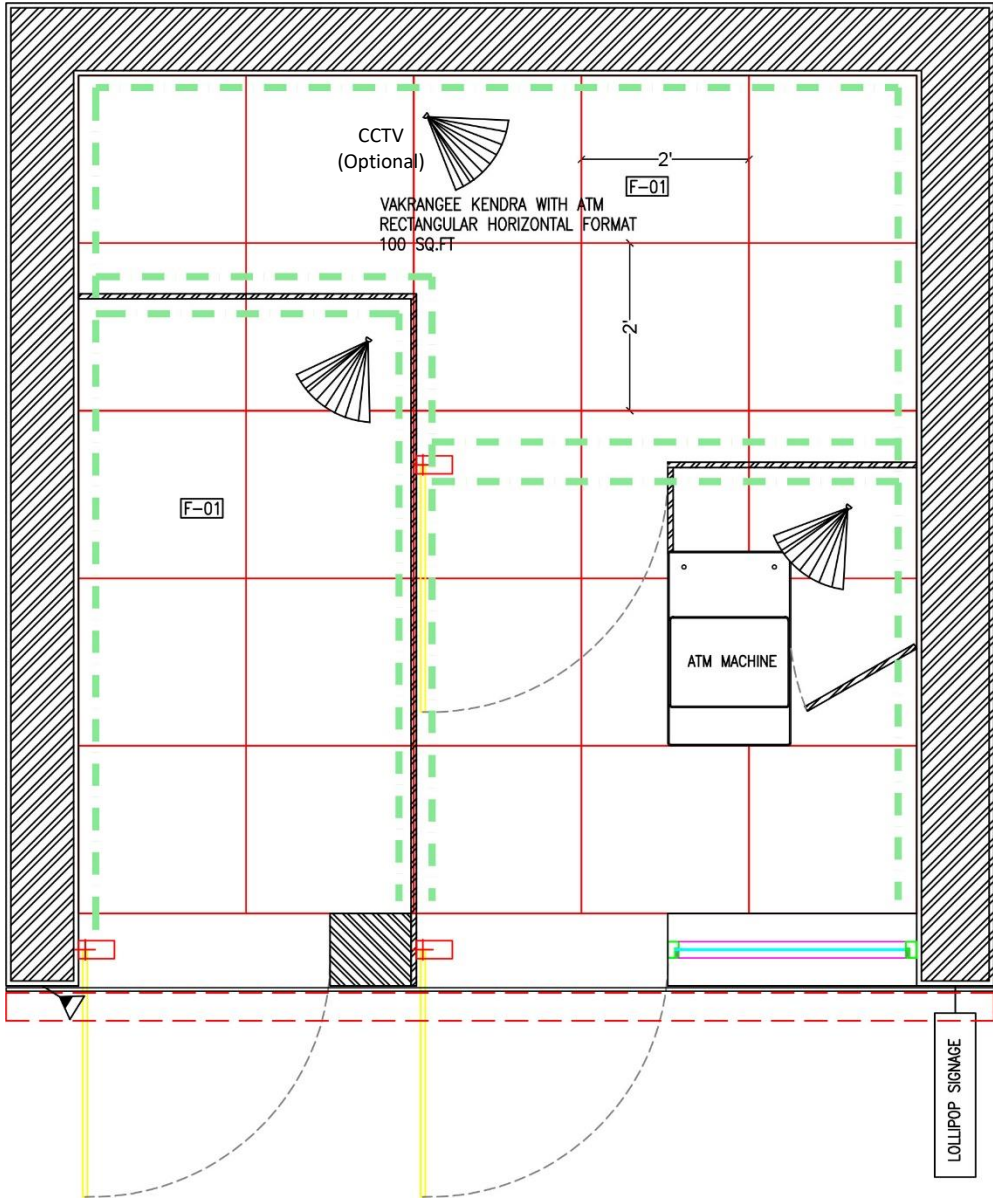 CCTV
(Optional)
2'
F-01
VAKRANGEE KENDRA WITH ATM
RECTANGULAR HORIZONTAL FORMAT
100 SQ.FT
2'
F-01
ATM MACHINE
LOLLIPOP SIGNAGE